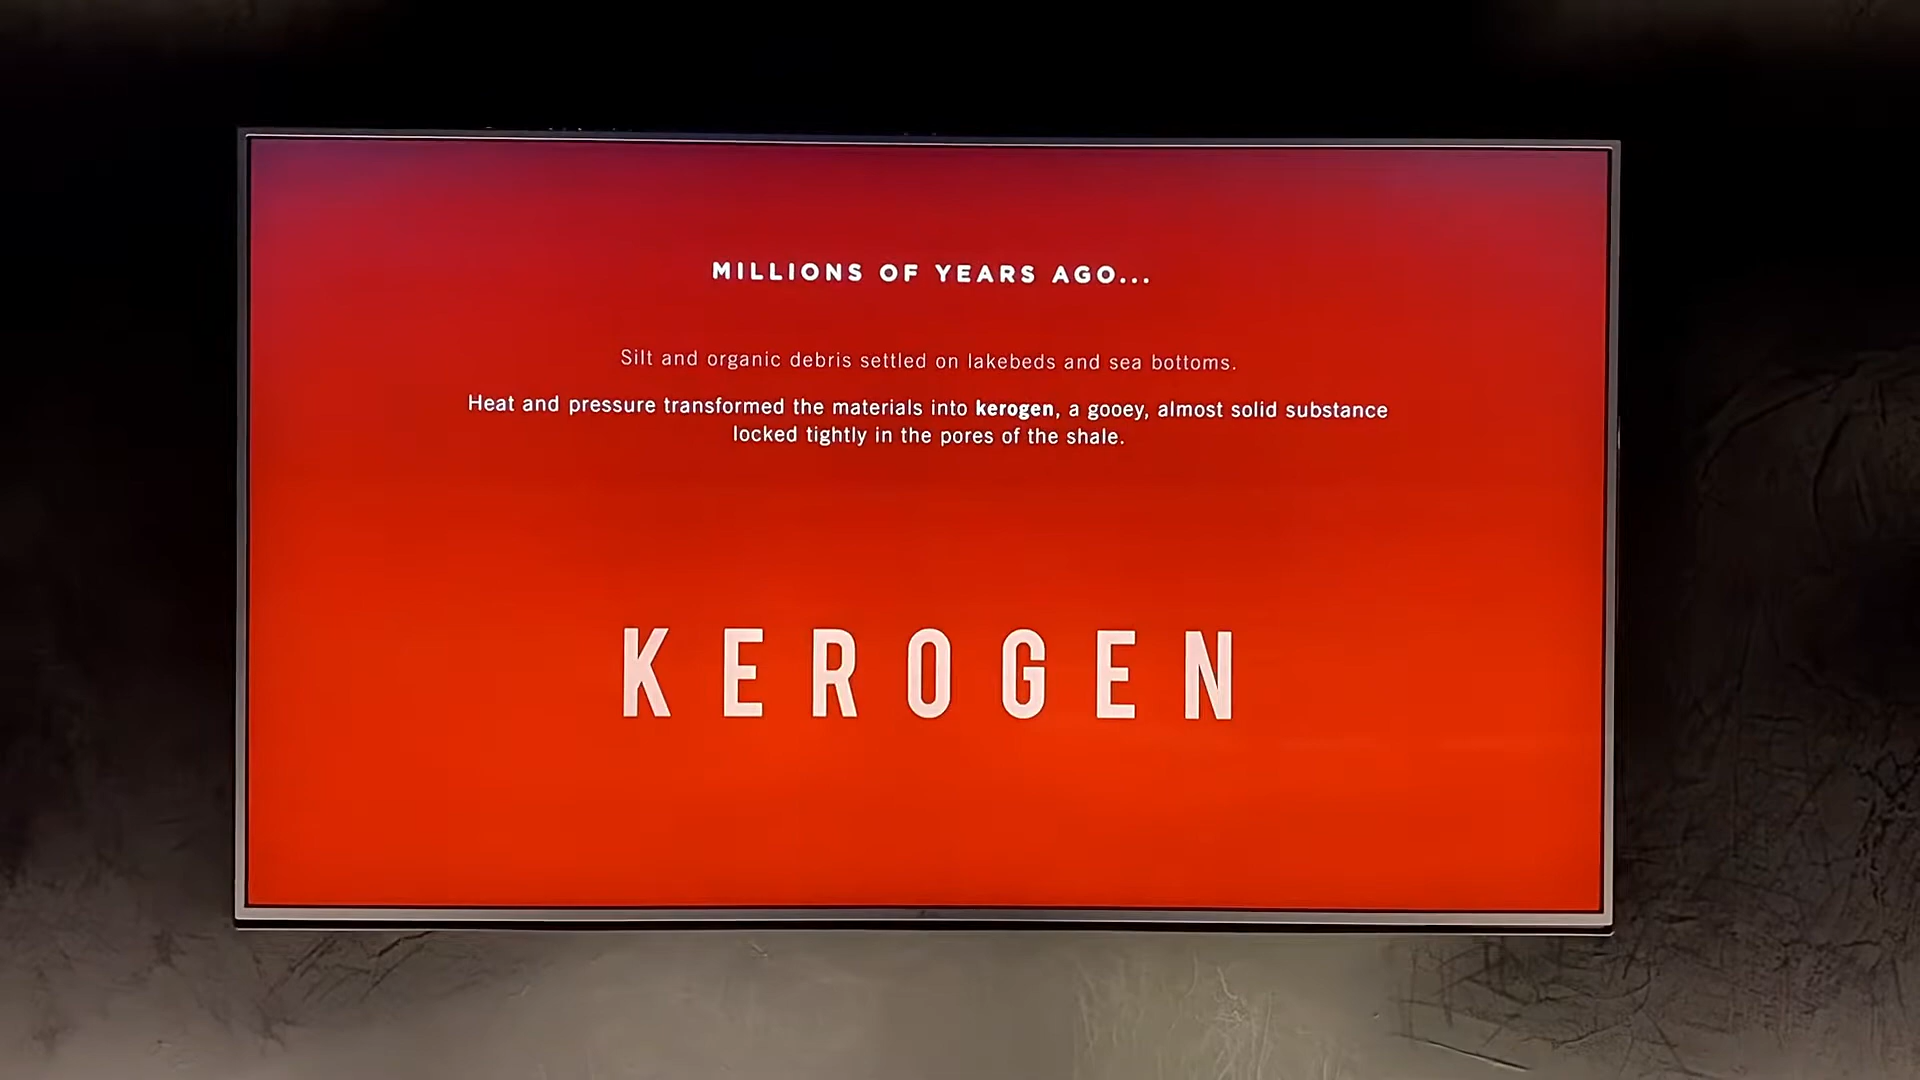 MILLIONS OF YEARS AGO...
Silt and organic debris settled on lakebeds and sea bottoms.
Heat and pressure transformed the materials into kerogen, a gooey, almost solid substance
locked tightly in the pores of the shale.
KEROGEN